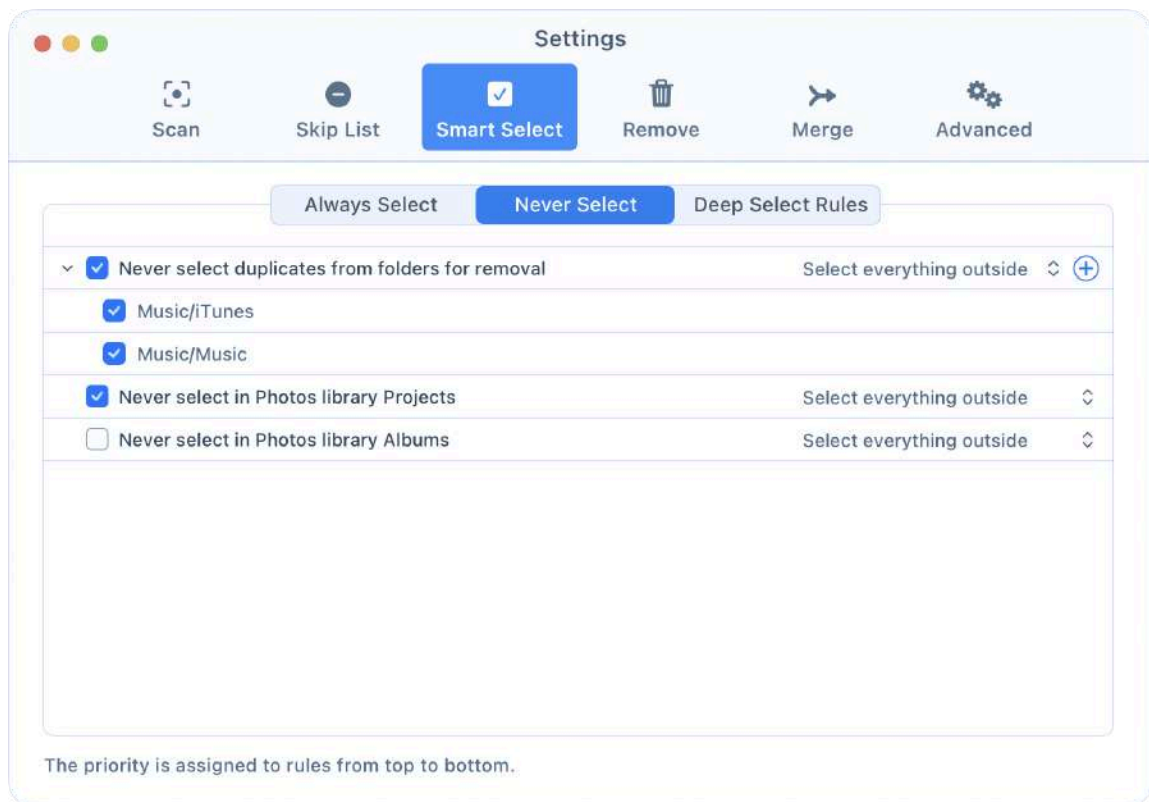 Settings
Scan Skip List Smart Select Remove Merge Advanced
Always Select Never Select Deep Select Rules
Never select duplicates from folders for removal Select everything outside
Music/iTunes
Music/Music
Never select in Photos library Projects Select everything outside
Never select in Photos library Albums Select everything outside
The priority is assigned to rules from top to bottom.